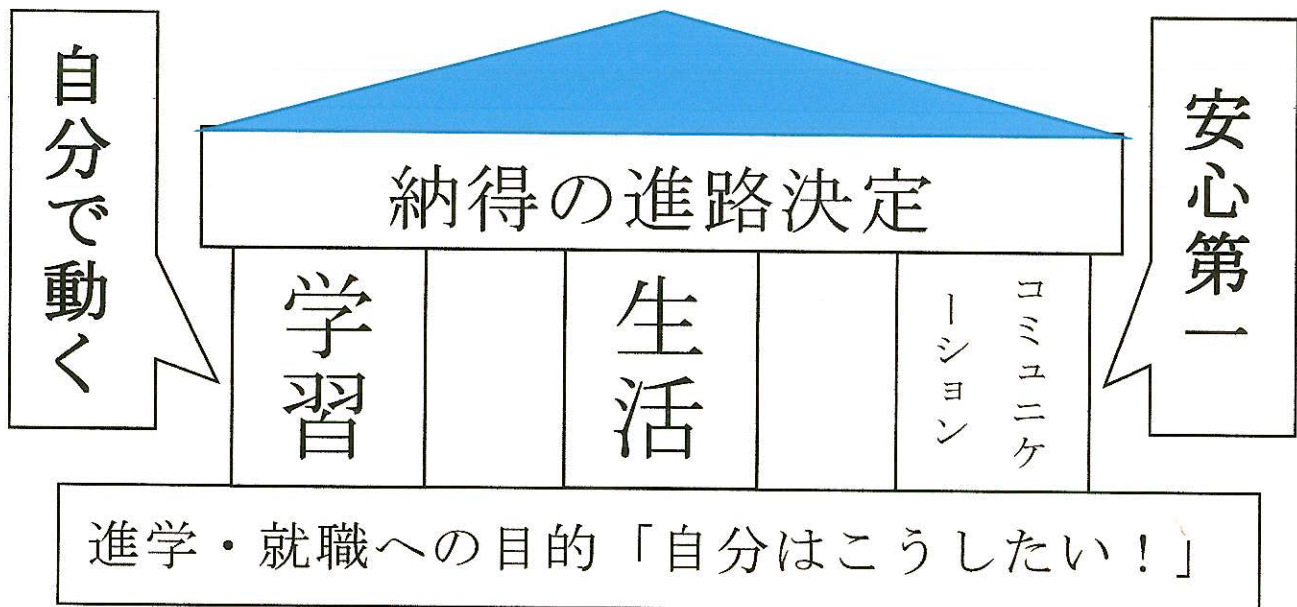 自分で動く
安心第一
納得の進路決定
学習
生活
コミュニケ
ーション
進学・就職への目的「自分はこうしたい！」